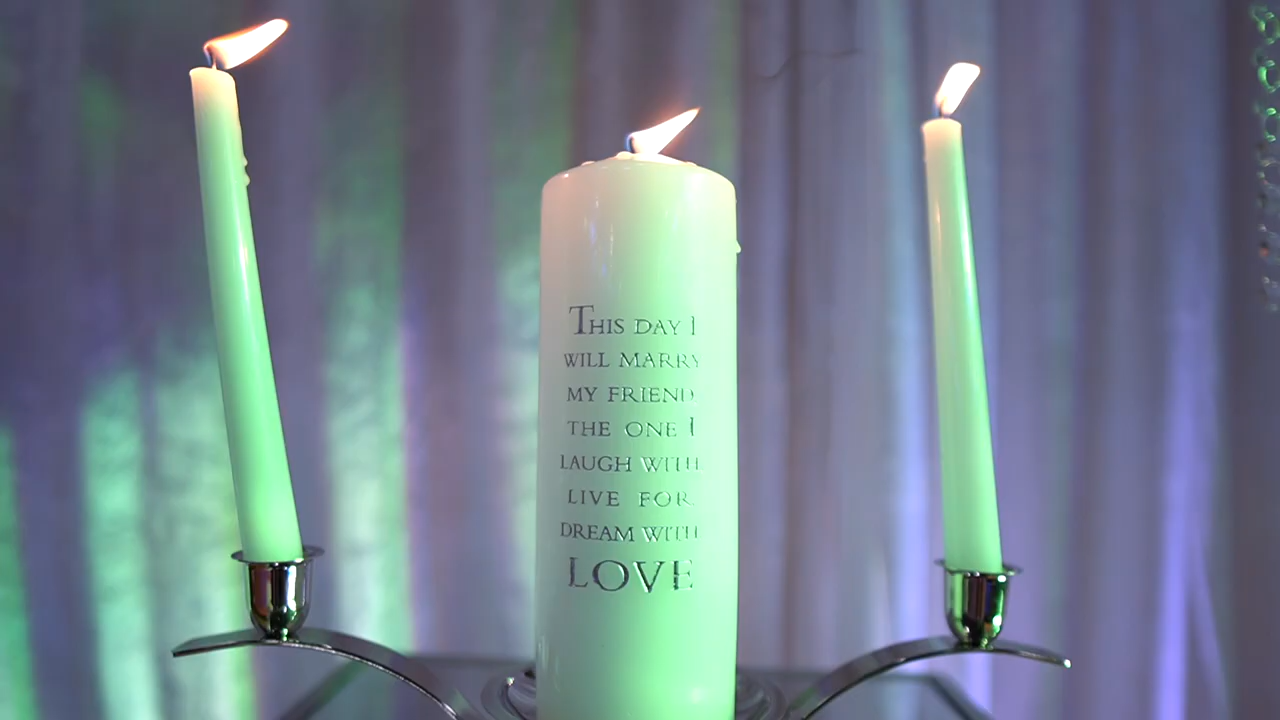 THIS DAY I
WILL MARRY
MY FRIEND
THE ONE I
LAUGH WITH
LIVE FOR
DREAM WITH
LOVE